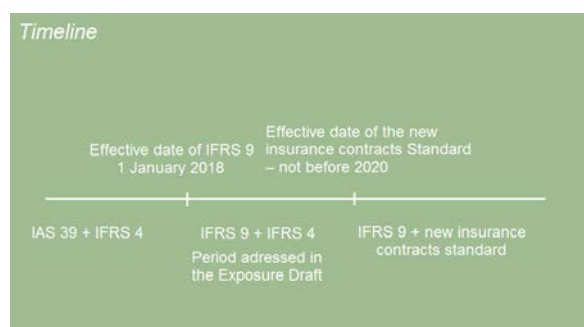 Timeline
Effective date of IFRS 9
1 January 2018
Effective date of the new
insurance contracts Standard
– not before 2020
IAS 39 + IFRS 4
IFRS 9 + IFRS 4
Period adressed in
the Exposure Draft
IFRS 9 + new insurance
contracts standard